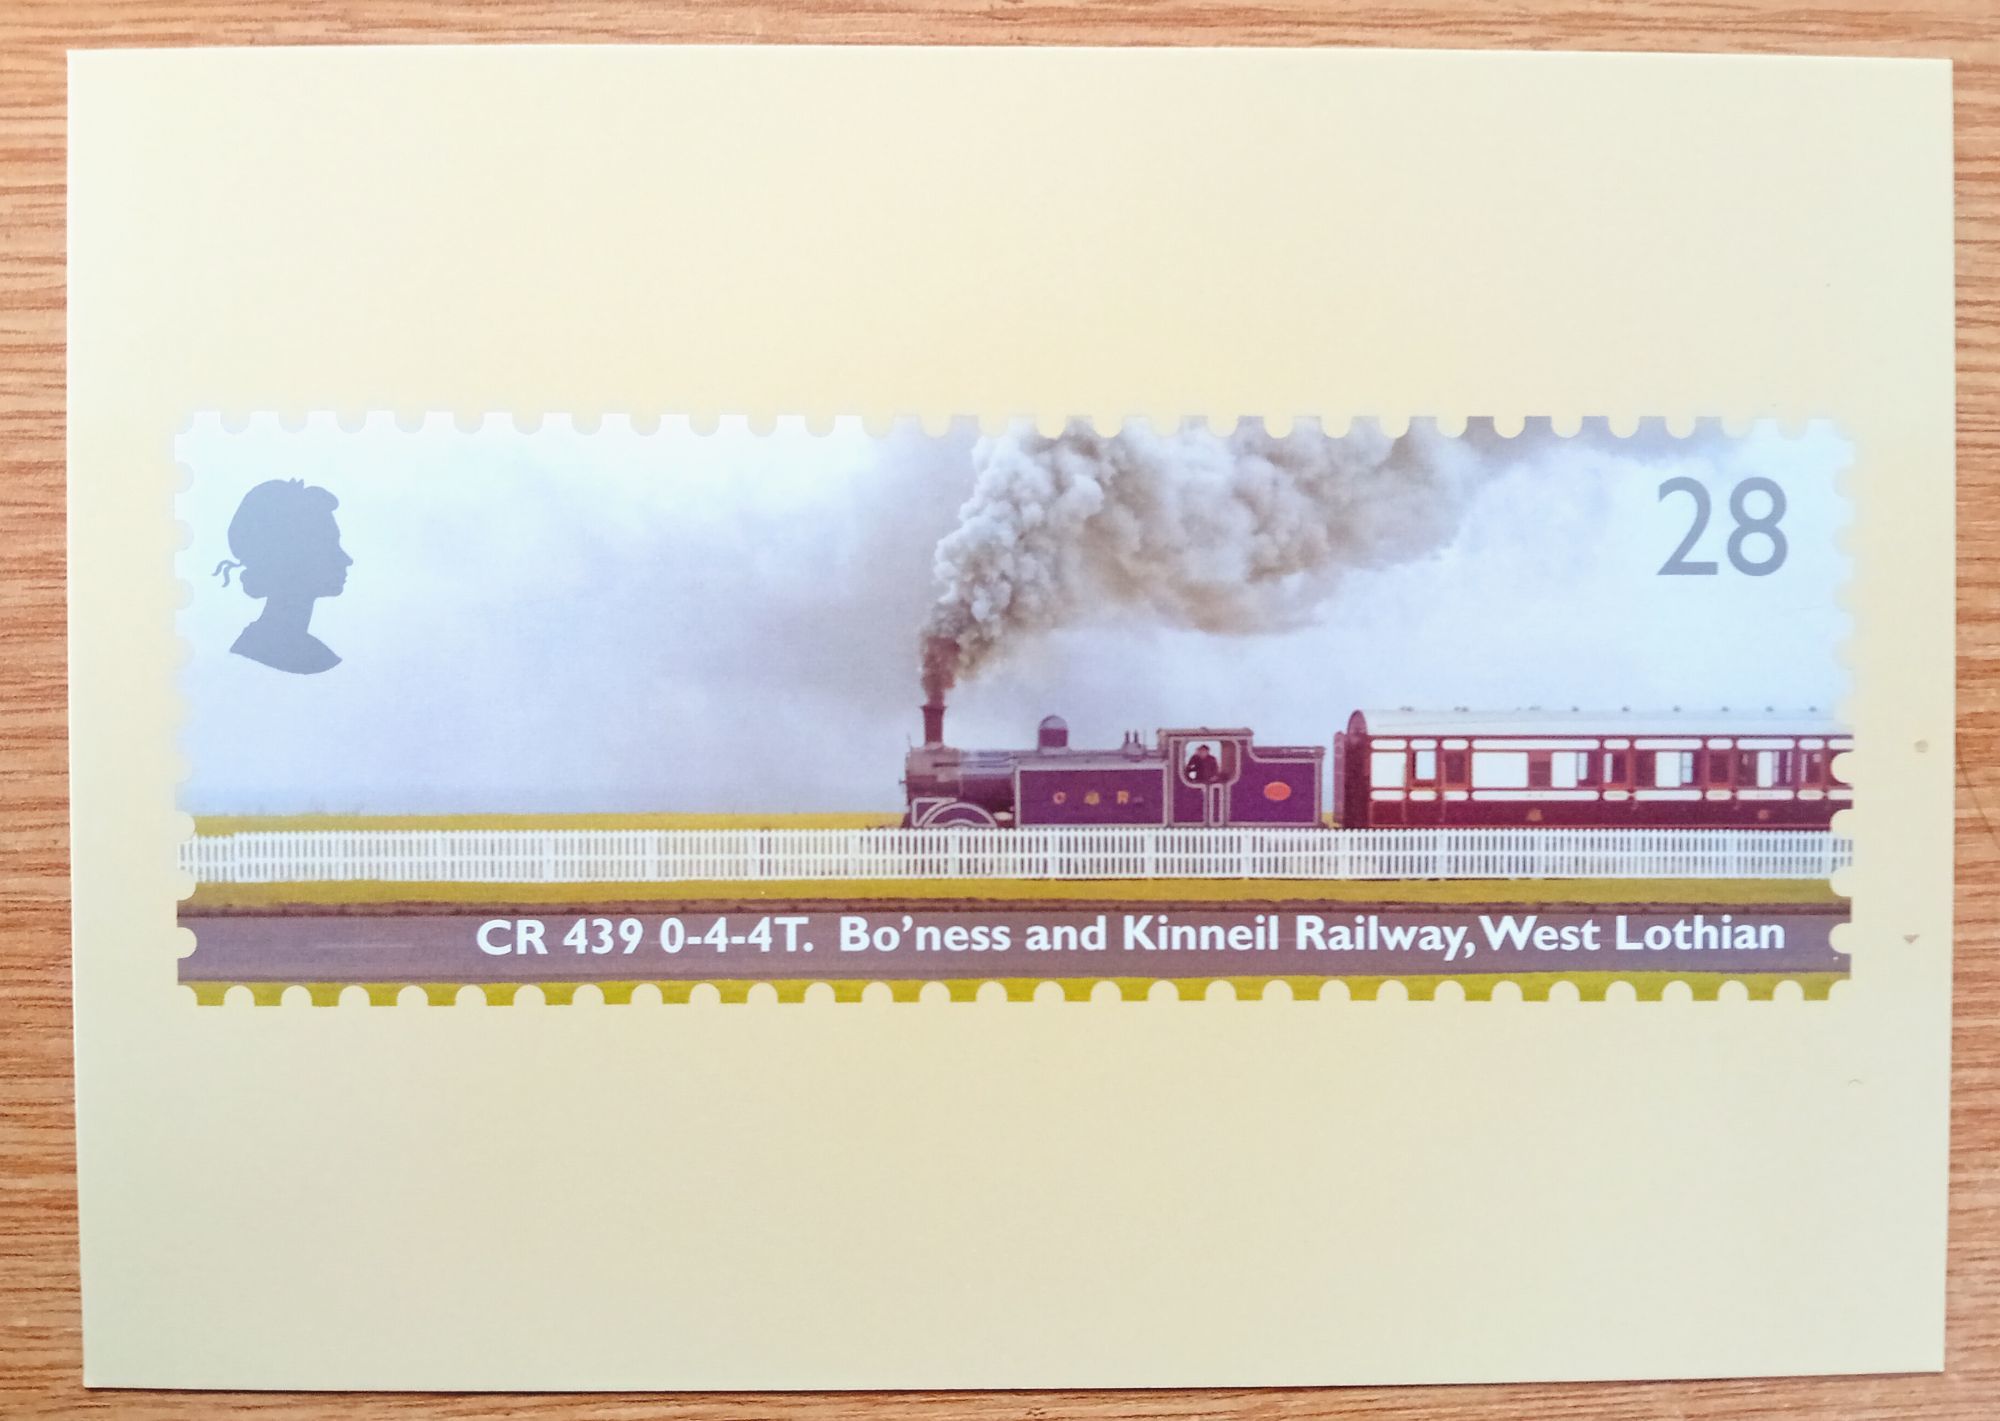 28
C R
CR 439 0-4-4T. Bo’ness and Kinneil Railway, West Lothian